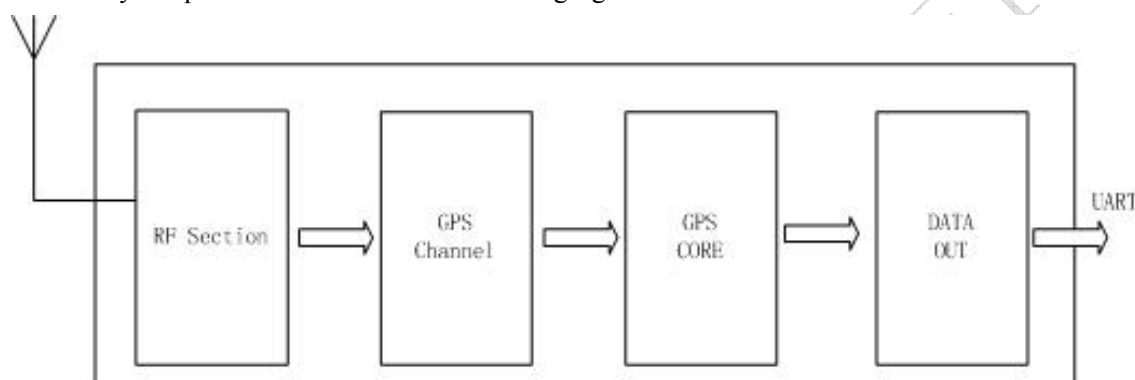 UART
RF Section
GPS
Channel
GPS
CORE
DATA
OUT